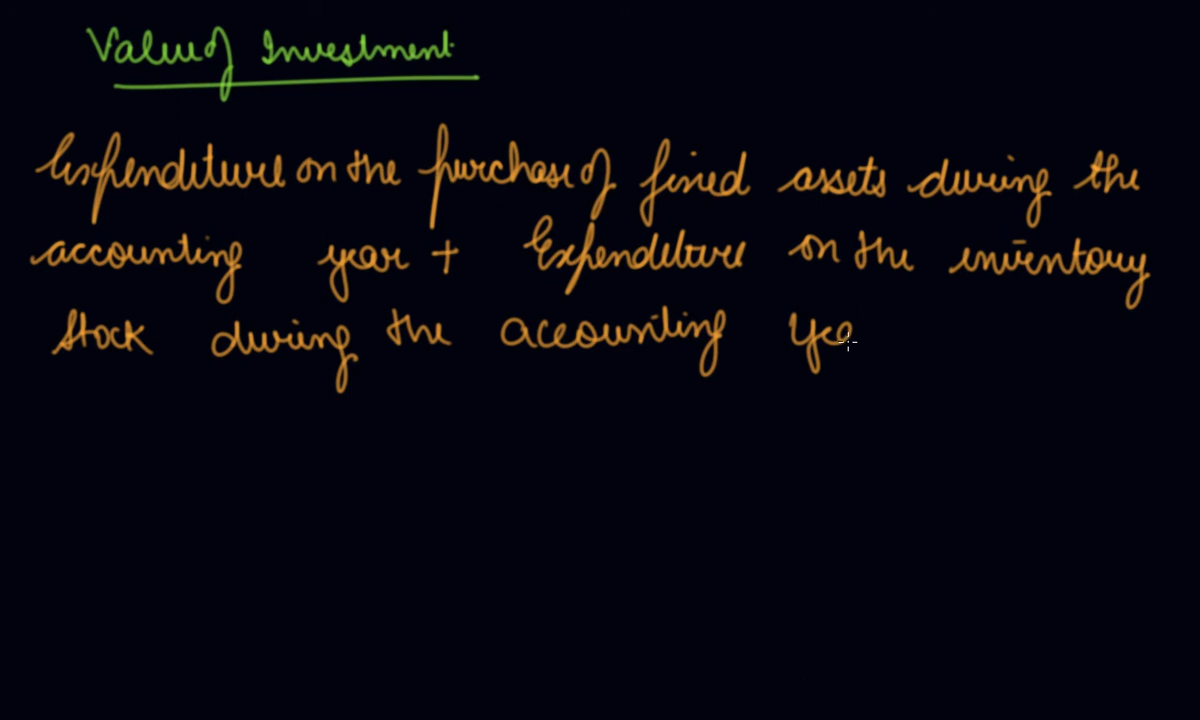 Value of Investment
Expenditure on the purchase of fixed assets during the
accounting year + Expenditure on the inventory
stock during the accounting yea